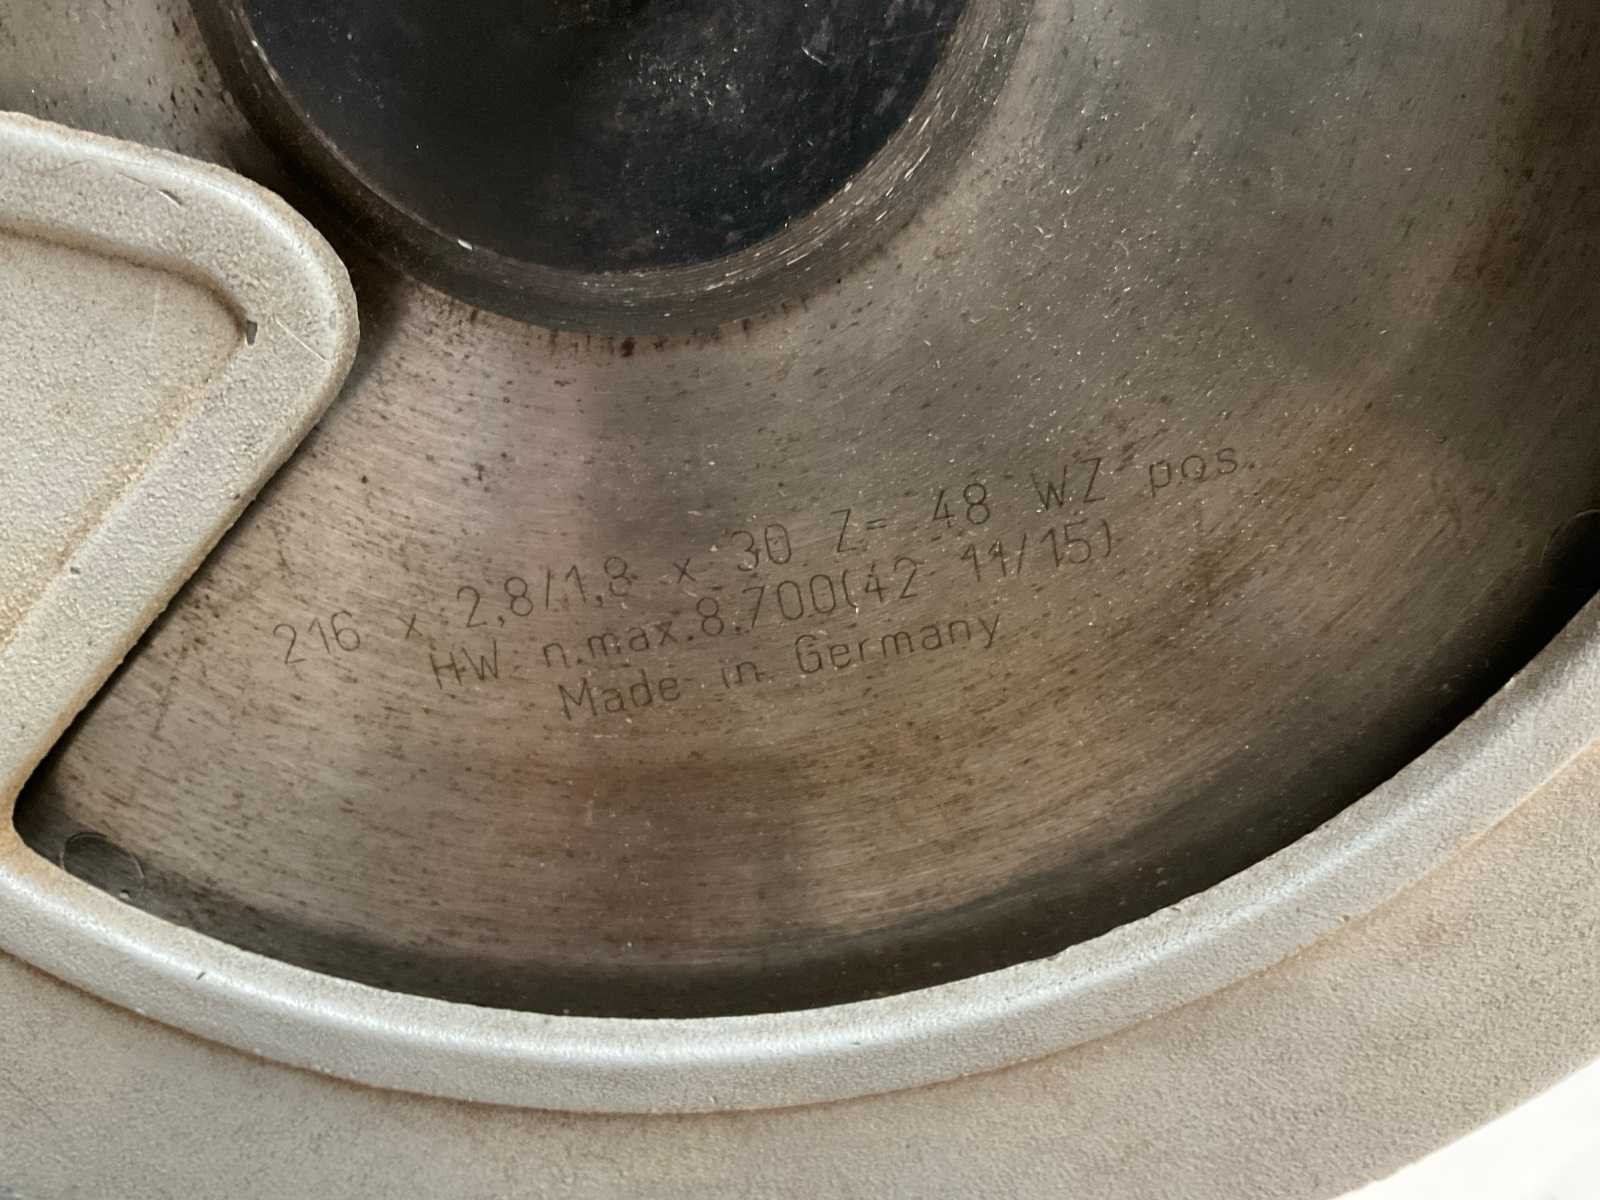 216 x 2,8/1,8 x 30 Z= 48 WZ pos.
HW n.max.8.700(42 11/15)
Made in Germany